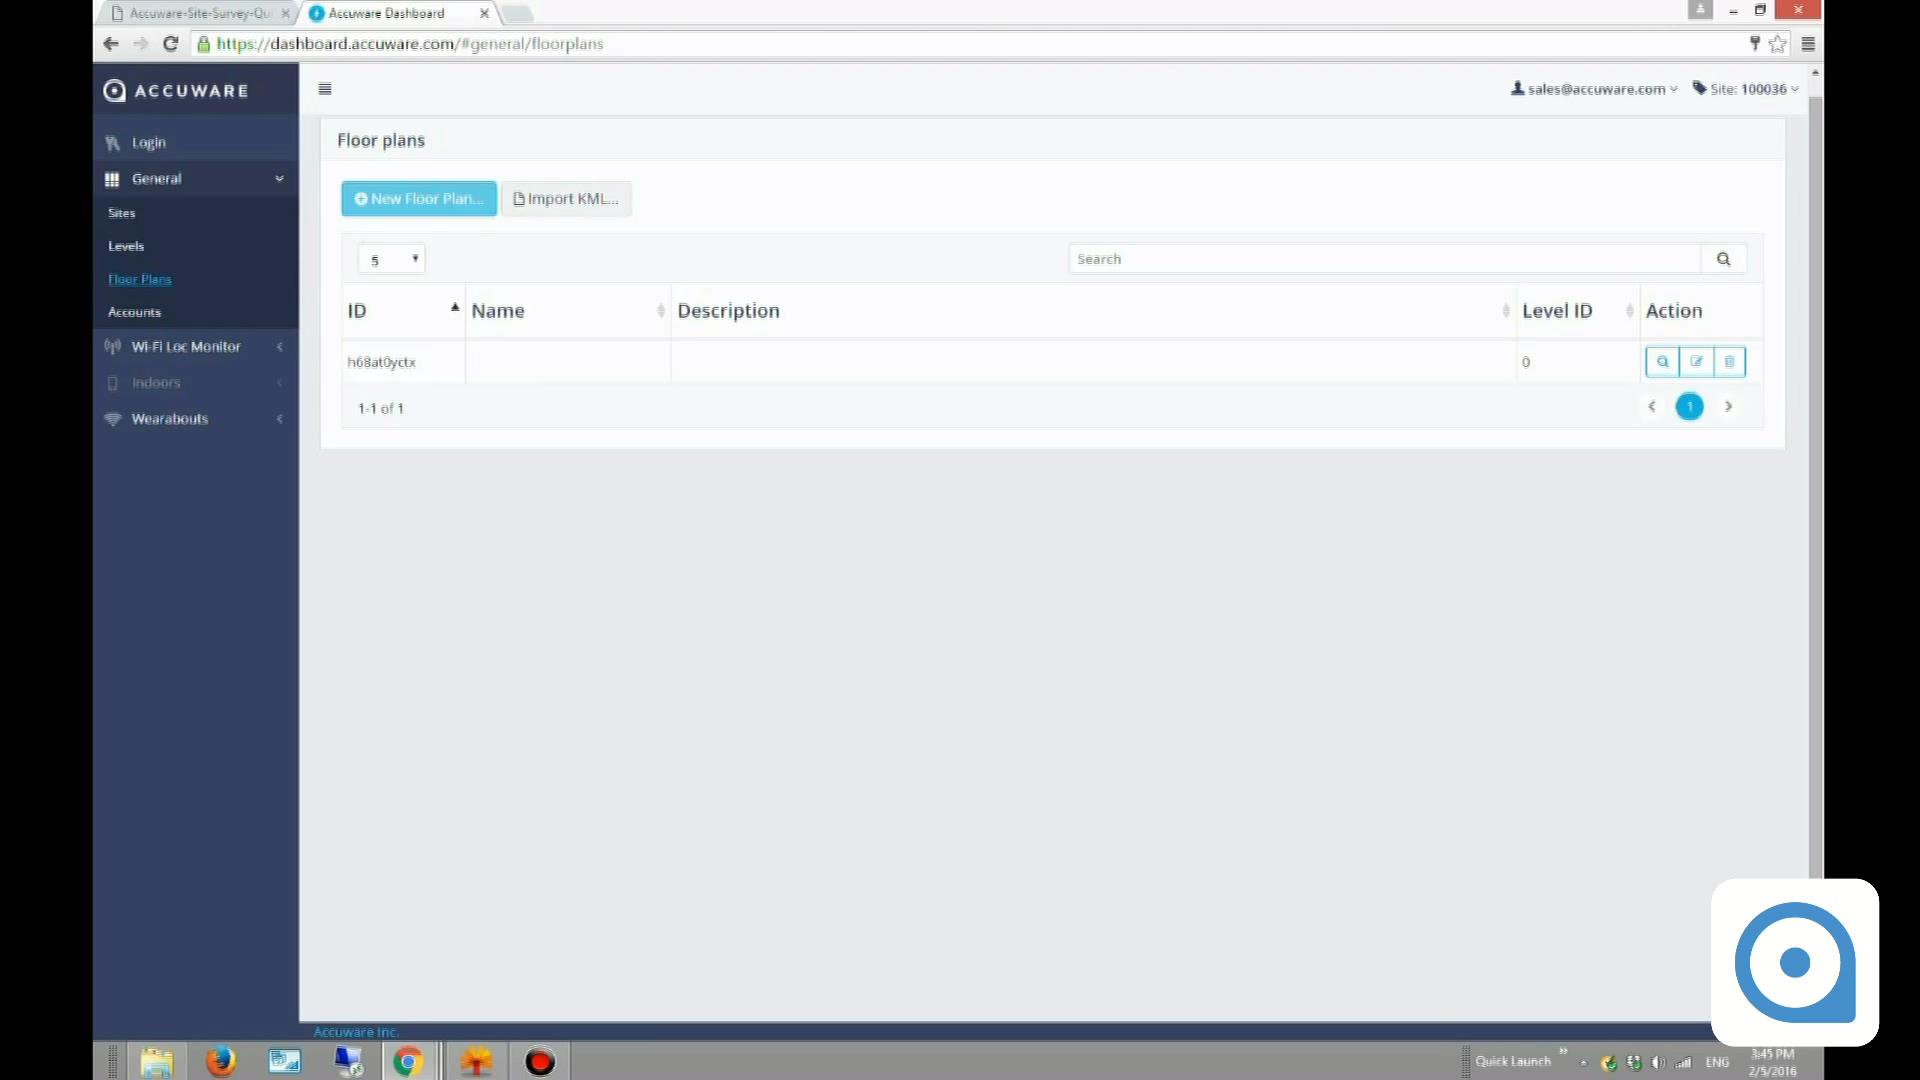 Accuware-Site-Survey-Qu
Accuware Dashboard
https://dashboard.accuware.com/#general/floorplans
ACCUWARE
sales@accuware.com
Site: 100036
Login
General
Sites
Levels
Floor Plans
Accounts
Wi-Fi Loc Monitor
Indoors
Wearabouts
Floor plans
New Floor Plan...
Import KML...
5
Search
ID
Name
Description
Level ID
Action
h68at0yctx
0
1-1 of 1
1
Accuware Inc.
Quick Launch
ENG
3:45 PM
2/5/2016